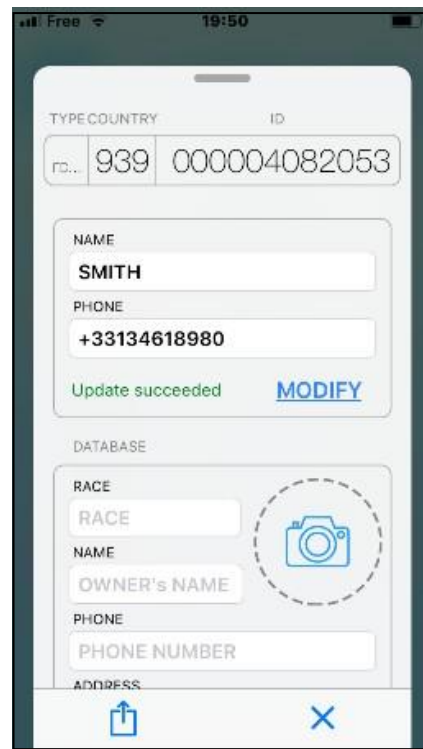 Free 19:50
TYPE COUNTRY ID
939 000004082053
NAME
SMITH
PHONE
+33134618980
Update succeeded MODIFY
DATABASE
RACE
RACE
NAME
OWNER's NAME
PHONE
PHONE NUMBER
ADDRESS